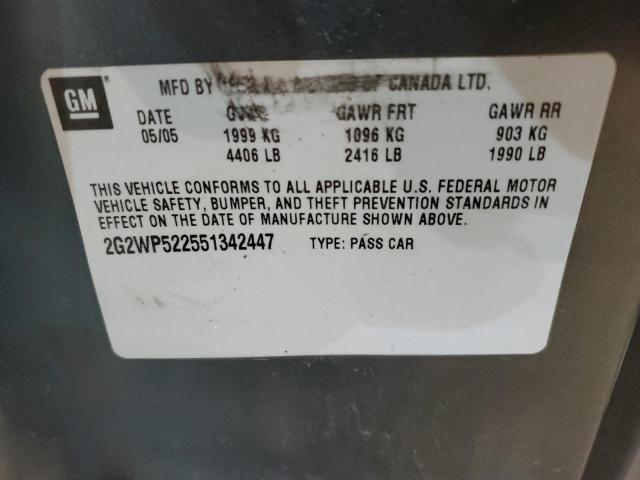 GM
MFD BY OF CANADA LTD.
DATE GAWR FRT GAWR RR
05/05 1999 KG 1096 KG 903 KG
4406 LB 2416 LB 1990 LB
THIS VEHICLE CONFORMS TO ALL APPLICABLE U.S. FEDERAL MOTOR
VEHICLE SAFETY, BUMPER, AND THEFT PREVENTION STANDARDS IN
EFFECT ON THE DATE OF MANUFACTURE SHOWN ABOVE.
2G2WP522551342447 TYPE: PASS CAR